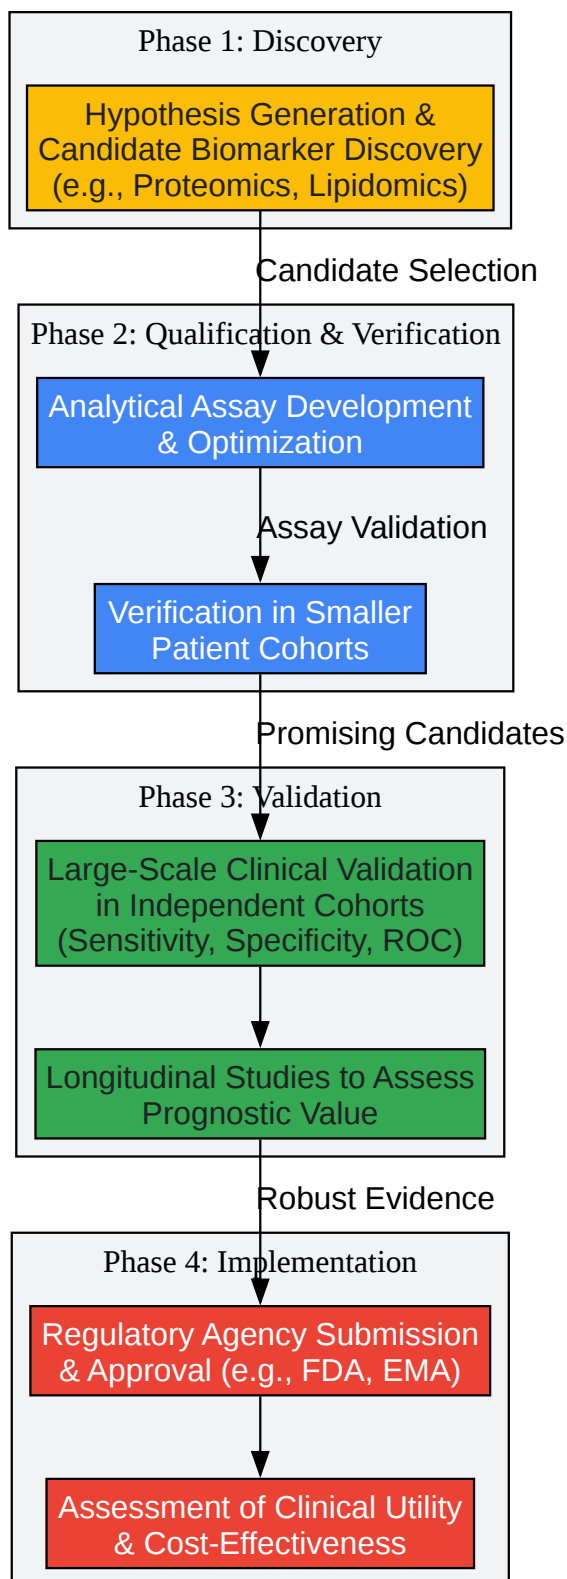 Phase 1: Discovery
Hypothesis Generation &
Candidate Biomarker Discovery
(e.g., Proteomics, Lipidomics)
Candidate Selection
Phase 2: Qualification & Verification
Analytical Assay Development
& Optimization
Assay Validation
Verification in Smaller
Patient Cohorts
Promising Candidates
Phase 3: Validation
Large-Scale Clinical Validation
in Independent Cohorts
(Sensitivity, Specificity, ROC)
Longitudinal Studies to Assess
Prognostic Value
Robust Evidence
Phase 4: Implementation
Regulatory Agency Submission
& Approval (e.g., FDA, EMA)
Assessment of Clinical Utility
& Cost-Effectiveness